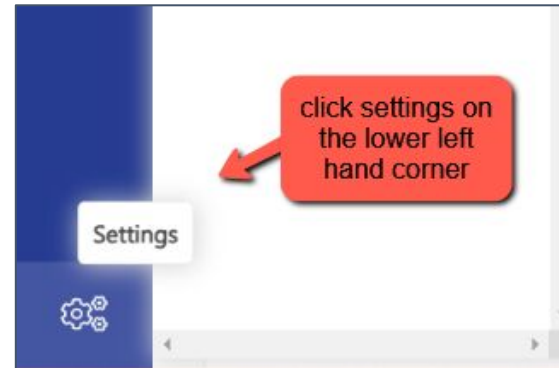 click settings on
the lower left
hand corner
Settings